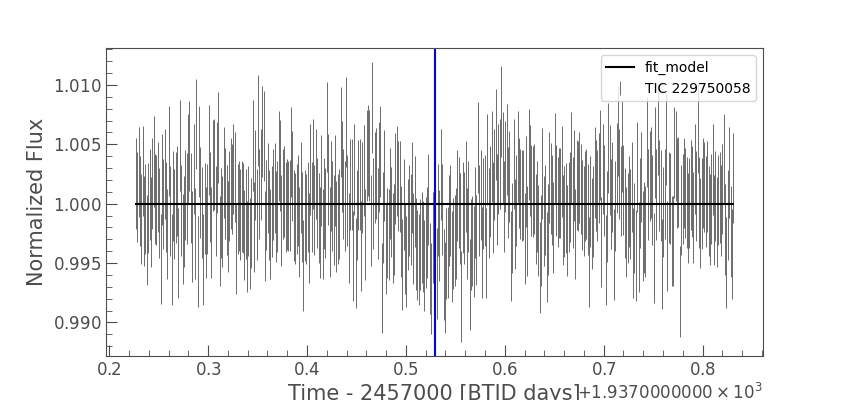 fit_model
TIC 229750058
1.010
1.005
1.000
0.995
0.990
Normalized Flux
0.2 0.3 0.4 0.5 0.6 0.7 0.8
Time - 2457000 [BTJD days]
+1.9370000000 × 10³